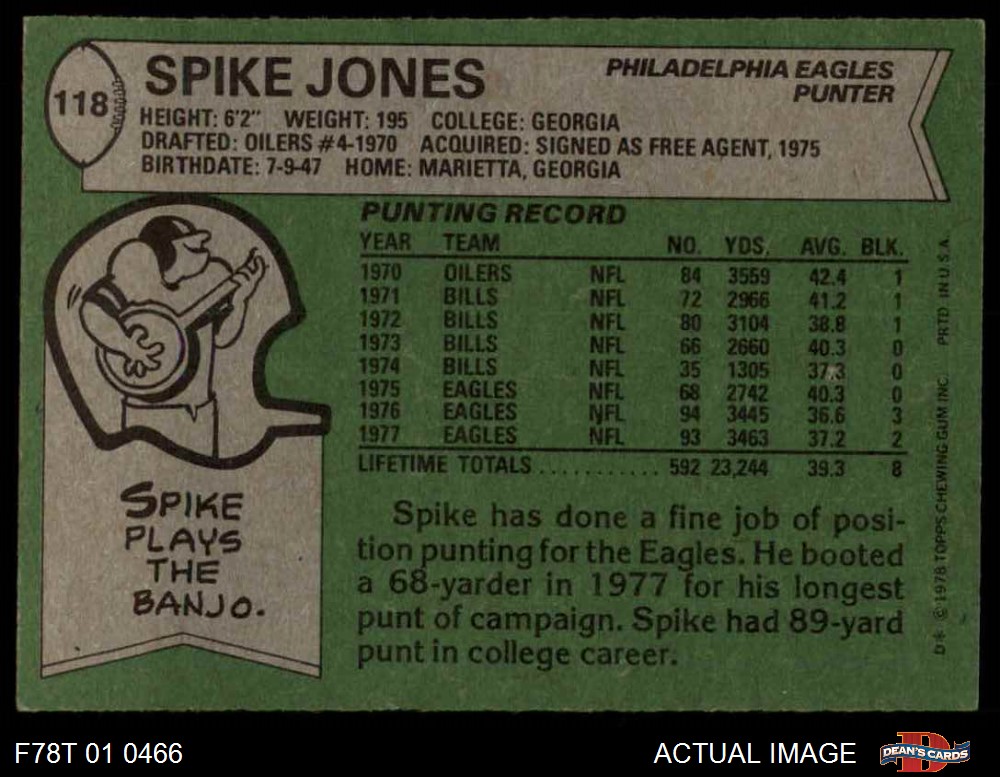 118
SPIKE JONES
PHILADELPHIA EAGLES
PUNTER
HEIGHT: 6'2" WEIGHT: 195 COLLEGE: GEORGIA
DRAFTED: OILERS #4-1970 ACQUIRED: SIGNED AS FREE AGENT, 1975
BIRTHDATE: 7-9-47 HOME: MARIETTA, GEORGIA
PUNTING RECORD
YEAR TEAM NO. YDS. AVG. BLK.
1970 OILERS NFL 84 3559 42.4 1
1971 BILLS NFL 72 2966 41.2 1
1972 BILLS NFL 80 3104 38.8 1
1973 BILLS NFL 66 2660 40.3 0
1974 BILLS NFL 35 1305 37.3 0
1975 EAGLES NFL 68 2742 40.3 0
1976 EAGLES NFL 94 3445 36.6 3
1977 EAGLES NFL 93 3463 37.2 2
LIFETIME TOTALS........... 592 23,244 39.3 8
SPIKE
PLAYS
THE
BANJO.
Spike has done a fine job of posi-
tion punting for the Eagles. He booted
a 68-yarder in 1977 for his longest
punt of campaign. Spike had 89-yard
punt in college career.
©1978 TOPPS CHEWING GUM INC. PRTD IN U.S.A.
F78T 01 0466
ACTUAL IMAGE
D
DEAN'S CARDS